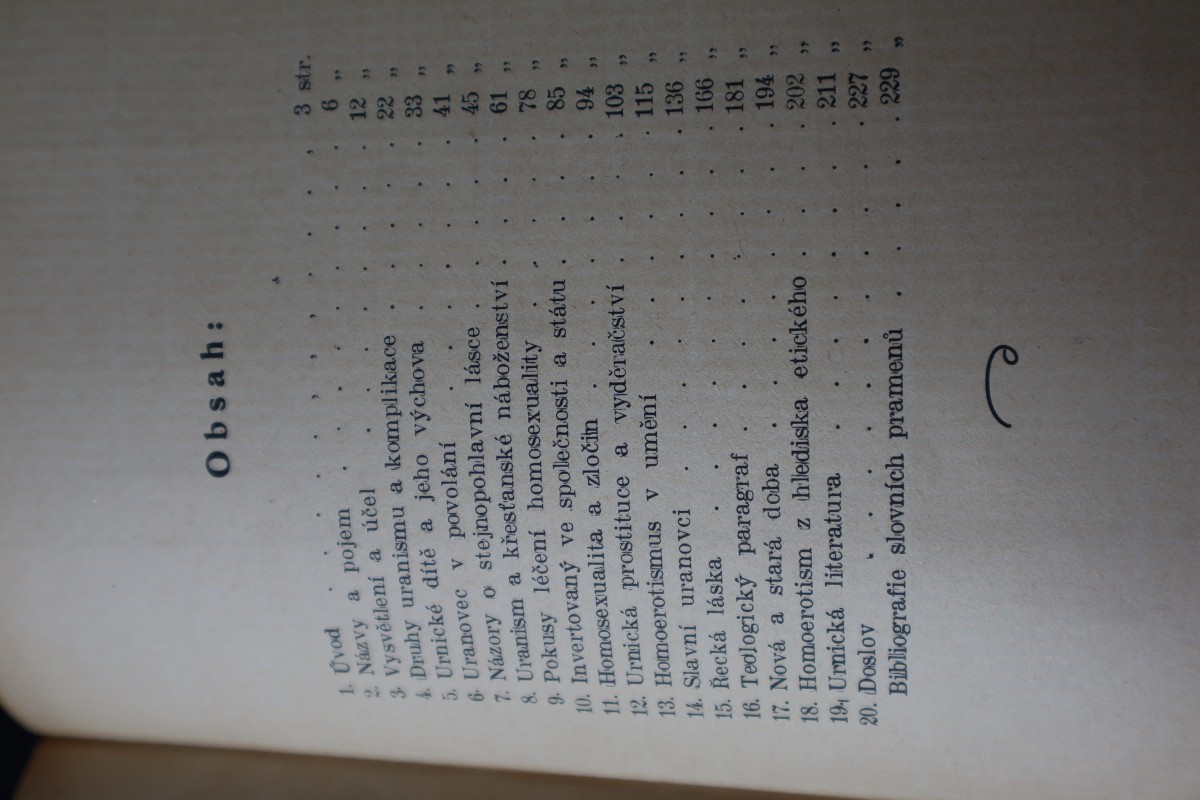 Obsah:
1. Úvod . . . . . . . . . 3 str.
2. Názvy a pojem . . . . . . . 6 „
3. Vysvětlení a účel . . . . . . 12 „
4. Druhy uranismu a komplikace . . . . 22 „
5. Urnické dítě a jeho výchova . . . . 33 „
6. Uranovec v povolání . . . . . . 41 „
7. Názory o stejnopohlavní lásce . . . . 45 „
8. Uranism a křesťanské náboženství . . . 61 „
9. Pokusy léčení homosexuality . . . . 78 „
10. Invertovaný ve společnosti a státu . . . 85 „
11. Homosexualita a zločin . . . . . 94 „
12. Urnická prostituce a vyděračství . . . 103 „
13. Homoerotismus v umění . . . . . 115 „
14. Slavní uranovci . . . . . . . 136 „
15. Řecká láska . . . . . . . 166 „
16. Teologický paragraf . . . . . . 181 „
17. Nová a stará doba . . . . . . 194 „
18. Homoerotism z hlediska etického . . . 202 „
19. Urnická literatura . . . . . . 211 „
20. Doslov . . . . . . . . 227 „
Bibliografie slovních pramenů . . . . 229 „